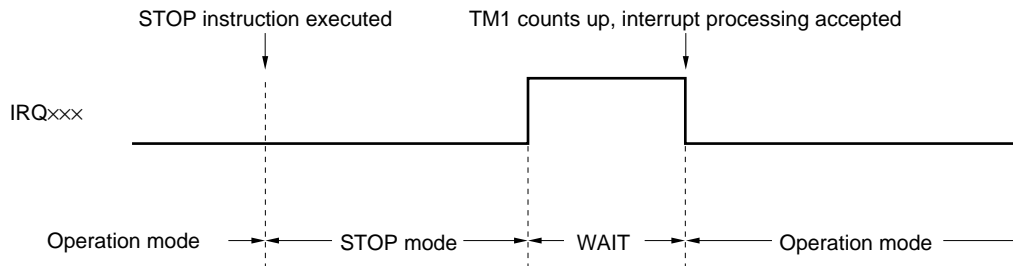 STOP instruction executed
TM1 counts up, interrupt processing accepted
IRQ×××
Operation mode
STOP mode
WAIT
Operation mode